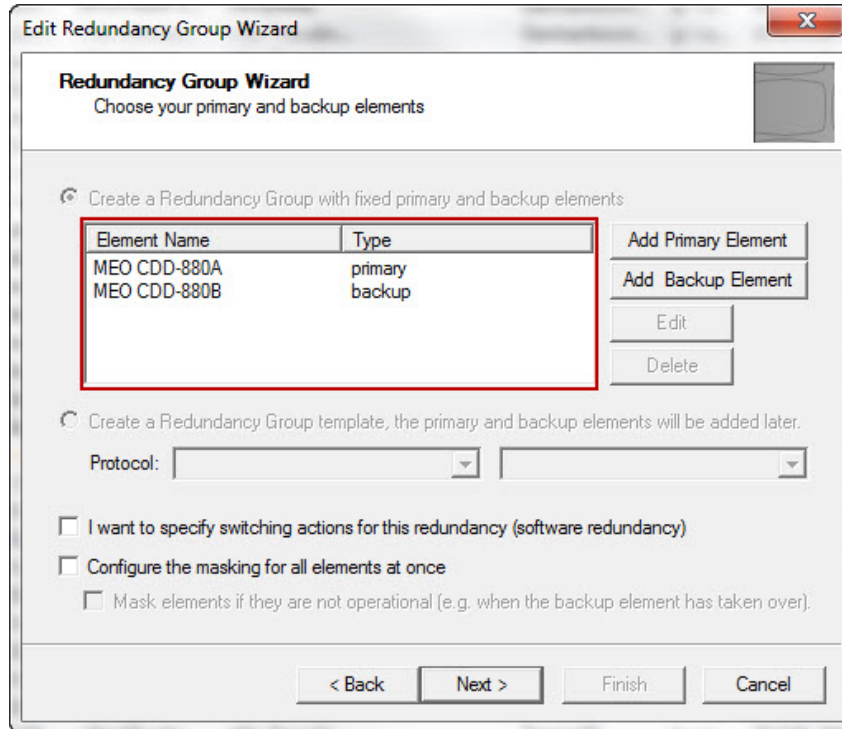 Edit Redundancy Group Wizard
Redundancy Group Wizard
Choose your primary and backup elements
Create a Redundancy Group with fixed primary and backup elements
Element Name Type
MEO CDD-880A primary
MEO CDD-880B backup
Add Primary Element
Add Backup Element
Edit
Delete
Create a Redundancy Group template, the primary and backup elements will be added later.
Protocol:
I want to specify switching actions for this redundancy (software redundancy)
Configure the masking for all elements at once
Mask elements if they are not operational (e.g. when the backup element has taken over).
< Back Next > Finish Cancel